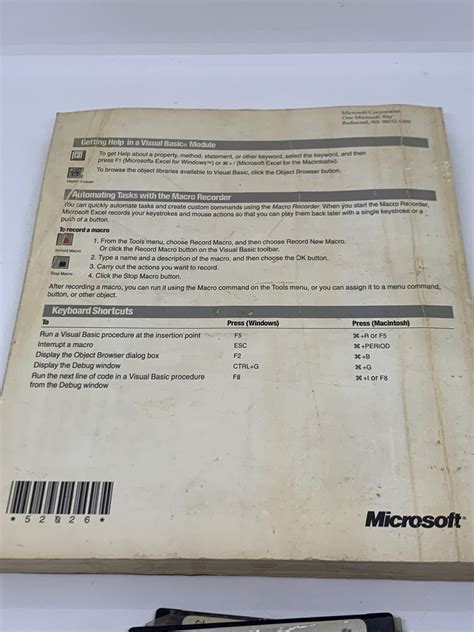 Microsoft Corporation
One Microsoft Way
Redmond, WA 98052-6399
Getting Help in a Visual Basic® Module
To get Help about a property, method, statement, or other keyword, select the keyword, and then
press F1 (Microsoft® Excel for Windows™) or ⌘+/ (Microsoft Excel for the Macintosh®).
To browse the object libraries available to Visual Basic, click the Object Browser button.
Object Browser
Automating Tasks with the Macro Recorder
You can quickly automate tasks and create custom commands using the Macro Recorder. When you start the Macro Recorder,
Microsoft Excel records your keystrokes and mouse actions so that you can play them back later with a single keystroke or a
push of a button.
To record a macro
Record Macro
1. From the Tools menu, choose Record Macro, and then choose Record New Macro.
Or click the Record Macro button on the Visual Basic toolbar.
2. Type a name and a description of the macro, and then choose the OK button.
3. Carry out the actions you want to record.
Stop Macro
4. Click the Stop Macro button.
After recording a macro, you can run it using the Macro command on the Tools menu, or you can assign it to a menu command,
button, or other object.
Keyboard Shortcuts
To Press (Windows) Press (Macintosh)
Run a Visual Basic procedure at the insertion point F5 ⌘+R or F5
Interrupt a macro ESC ⌘+PERIOD
Display the Object Browser dialog box F2 ⌘+B
Display the Debug window CTRL+G ⌘+G
Run the next line of code in a Visual Basic procedure F8 ⌘+I or F8
from the Debug window
*52026*
Microsoft®